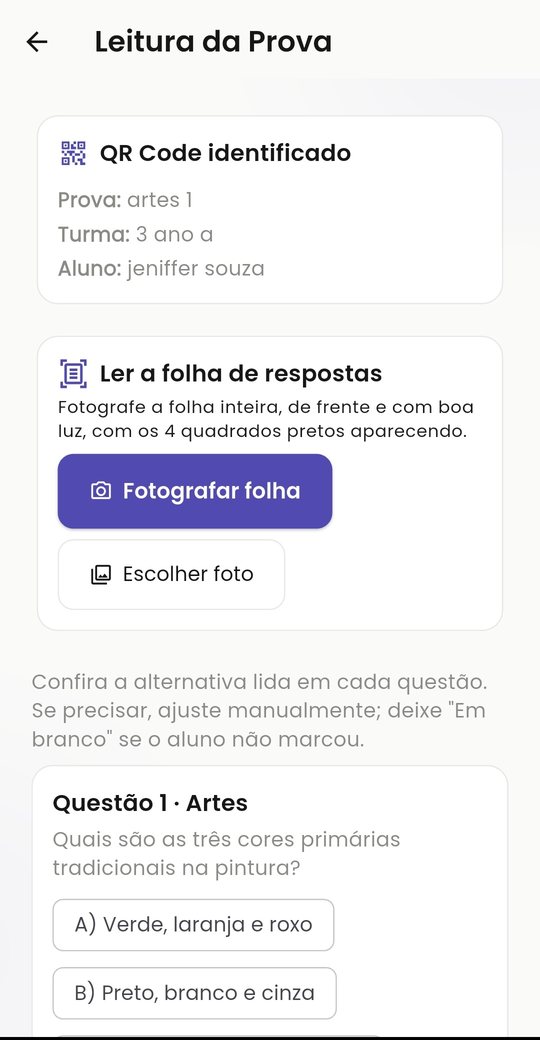 Leitura da Prova
QR Code identificado
Prova: artes 1
Turma: 3 ano a
Aluno: jeniffer souza
Ler a folha de respostas
Fotografe a folha inteira, de frente e com boa
luz, com os 4 quadrados pretos aparecendo.
Fotografar folha
Escolher foto
Confira a alternativa lida em cada questão.
Se precisar, ajuste manualmente; deixe "Em
branco" se o aluno não marcou.
Questão 1 · Artes
Quais são as três cores primárias
tradicionais na pintura?
A) Verde, laranja e roxo
B) Preto, branco e cinza